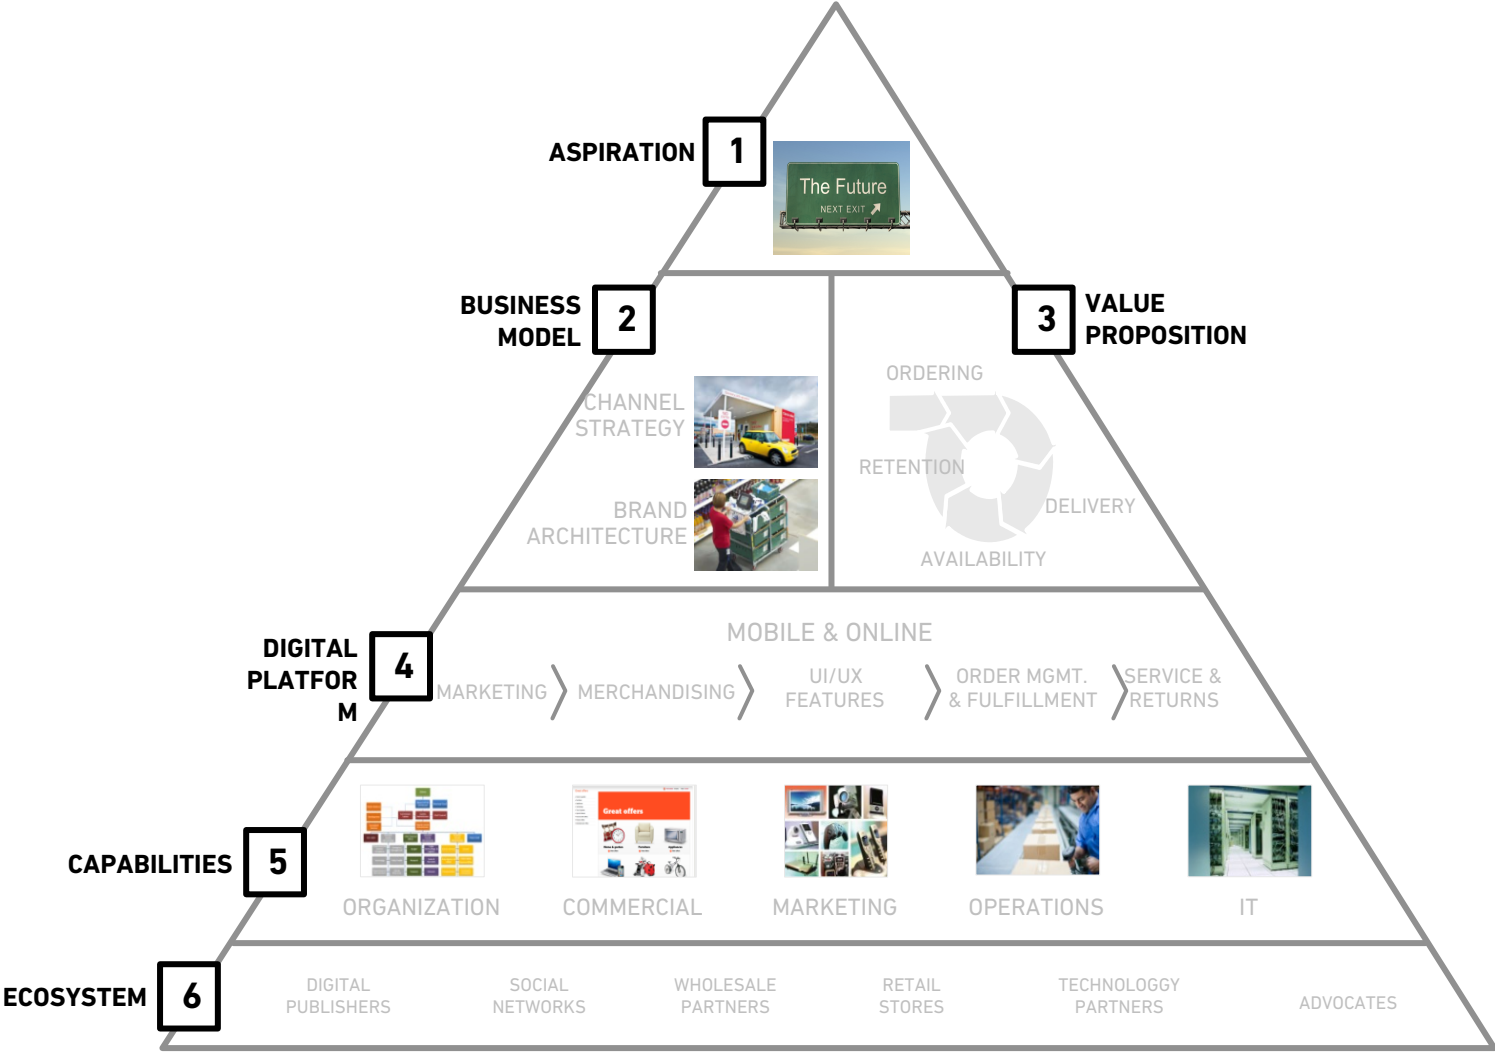 ASPIRATION
1
The Future
NEXT EXIT
BUSINESS
MODEL
2
3
VALUE
PROPOSITION
CHANNEL
STRATEGY
BRAND
ARCHITECTURE
ORDERING
RETENTION
DELIVERY
AVAILABILITY
DIGITAL
PLATFOR
M
4
MOBILE & ONLINE
MARKETING
MERCHANDISING
UI/UX
FEATURES
ORDER MGMT.
& FULFILLMENT
SERVICE &
RETURNS
CAPABILITIES
5
Great offers
ORGANIZATION
COMMERCIAL
MARKETING
OPERATIONS
IT
ECOSYSTEM
6
DIGITAL
PUBLISHERS
SOCIAL
NETWORKS
WHOLESALE
PARTNERS
RETAIL
STORES
TECHNOLOGGY
PARTNERS
ADVOCATES